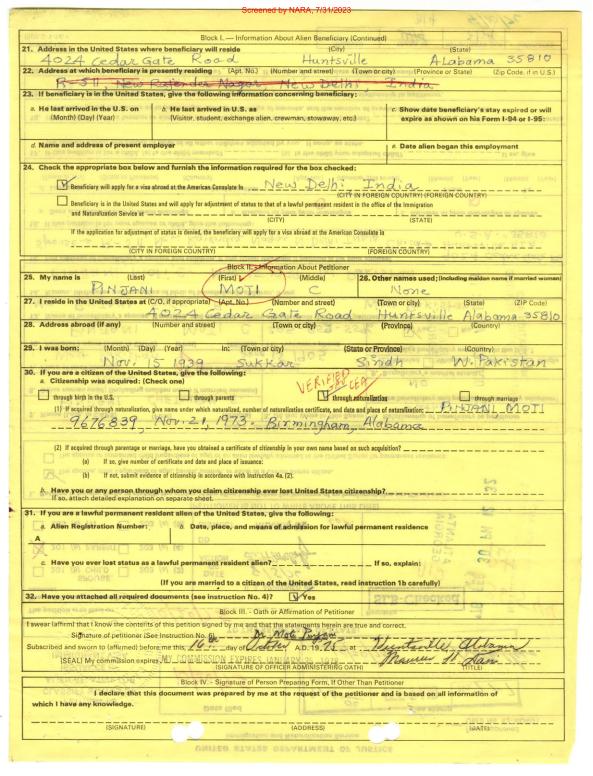 Screened by NARA, 7/31/2023
Block I. — Information About Alien Beneficiary (Continued)
21. Address in the United States where beneficiary will reside (City) (State)
4024 Cedar Gate Road Huntsville Alabama 35810
22. Address at which beneficiary is presently residing (Apt. No.) (Number and street) (Town or city) (Province or State) (Zip Code, if in U.S.)
New Rajender Nagar New Delhi India
23. If beneficiary is in the United States, give the following information concerning beneficiary:
a. He last arrived in the U.S. on (Month) (Day) (Year)
b. He last arrived in U.S. as (Visitor, student, exchange alien, crewman, stowaway, etc.)
c. Show date beneficiary's stay expired or will expire as shown on his Form I-94 or I-95:
d. Name and address of present employer
e. Date alien began this employment
24. Check the appropriate box below and furnish the information required for the box checked:
Beneficiary will apply for a visa abroad at the American Consulate in New Delhi India
(CITY IN FOREIGN COUNTRY) (FOREIGN COUNTRY)
Beneficiary is in the United States and will apply for adjustment of status to that of a lawful permanent resident in the office of the Immigration
and Naturalization Service at
(CITY) (STATE)
If the application for adjustment of status is denied, the beneficiary will apply for a visa abroad at the American Consulate in
(CITY IN FOREIGN COUNTRY) (FOREIGN COUNTRY)
Block II. - Information About Petitioner
25. My name is (Last) (First) (Middle)
26. Other names used: (Including maiden name if married woman)
PINJANI MOTI C None
27. I reside in the United States at (C/O, if appropriate) (Apt. No.) (Number and street) (Town or city) (State) (ZIP Code)
4024 Cedar Gate Road Huntsville Alabama 35810
28. Address abroad (if any) (Number and street) (Town or city) (Province) (Country)
29. I was born: (Month) (Day) (Year) In: (Town or city) (State or Province) (Country)
Nov. 15 1939 Sukkar Sindh W. Pakistan
30. If you are a citizen of the United States, give the following:
a. Citizenship was acquired: (Check one)
VERIFIED
CER
through birth in the U.S. through parents through naturalization through marriage
(1) If acquired through naturalization, give name under which naturalized, number of naturalization certificate, and date and place of naturalization: PINJANI, MOTI
9676839 Nov. 21, 1973. Birmingham, Alabama
(2) If acquired through parentage or marriage, have you obtained a certificate of citizenship in your own name based on such acquisition?
(a) If so, give number of certificate and date and place of issuance:
(b) If not, submit evidence of citizenship in accordance with Instruction 4a. (2).
b. Have you or any person through whom you claim citizenship ever lost United States citizenship?
If so, attach detailed explanation on separate sheet.
31. If you are a lawful permanent resident alien of the United States, give the following:
a. Alien Registration Number: b. Date, place, and means of admission for lawful permanent residence
A
c. Have you ever lost status as a lawful permanent resident alien? If so, explain:
(If you are married to a citizen of the United States, read instruction 1b carefully)
32. Have you attached all required documents (see instruction No. 4)? Yes
Block III. - Oath or Affirmation of Petitioner
I swear (affirm) that I know the contents of this petition signed by me and that the statements herein are true and correct.
Signature of petitioner (See Instruction No. 6) Dr. Moti Pinjani
Subscribed and sworn to (affirmed) before me, this 16th day of October A.D. 19 at Huntsville Alabama
(SEAL) My commission expires MY COMMISSION EXPIRES JANUARY
(SIGNATURE OF OFFICER ADMINISTERING OATH) (TITLE)
Block IV. - Signature of Person Preparing Form, If Other Than Petitioner
I declare that this document was prepared by me at the request of the petitioner and is based on all information of
which I have any knowledge.
(SIGNATURE) (ADDRESS) (DATE)